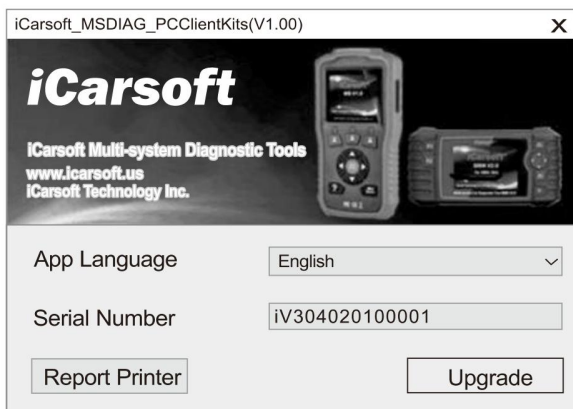 iCarsoft_MSDIAG_PCClientKits(V1.00) X
iCarsoft
iCarsoft Multi-system Diagnostic Tools
www.icarsoft.us
iCarsoft Technology Inc.
App Language English
Serial Number iV304020100001
Report Printer Upgrade